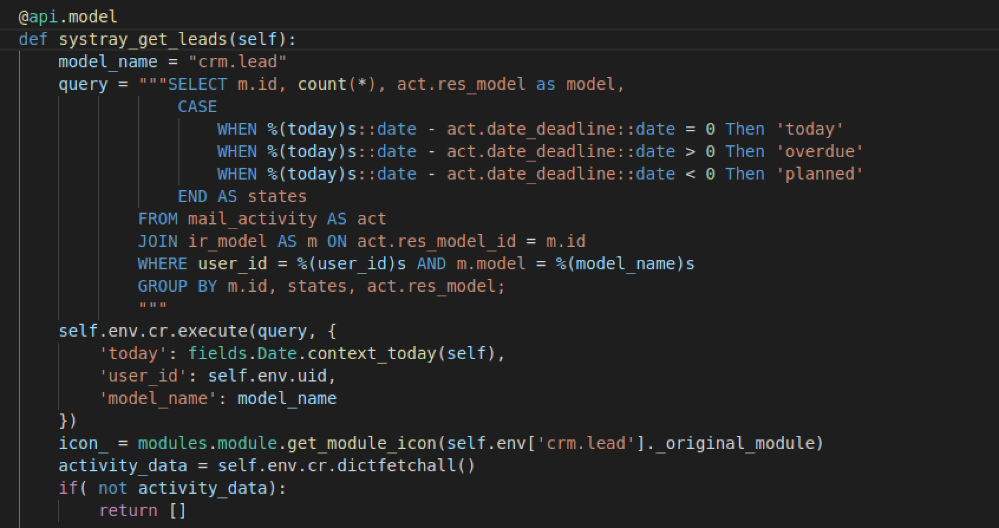 @api.model
def systray_get_leads(self):
    model_name = "crm.lead"
    query = """SELECT m.id, count(*), act.res_model as model,
                CASE
                    WHEN %(today)s::date - act.date_deadline::date = 0 Then 'today'
                    WHEN %(today)s::date - act.date_deadline::date > 0 Then 'overdue'
                    WHEN %(today)s::date - act.date_deadline::date < 0 Then 'planned'
                END AS states
            FROM mail_activity AS act
            JOIN ir_model AS m ON act.res_model_id = m.id
            WHERE user_id = %(user_id)s AND m.model = %(model_name)s
            GROUP BY m.id, states, act.res_model;
            """
    self.env.cr.execute(query, {
        'today': fields.Date.context_today(self),
        'user_id': self.env.uid,
        'model_name': model_name
    })
    icon_ = modules.module.get_module_icon(self.env['crm.lead']._original_module)
    activity_data = self.env.cr.dictfetchall()
    if( not activity_data):
        return []